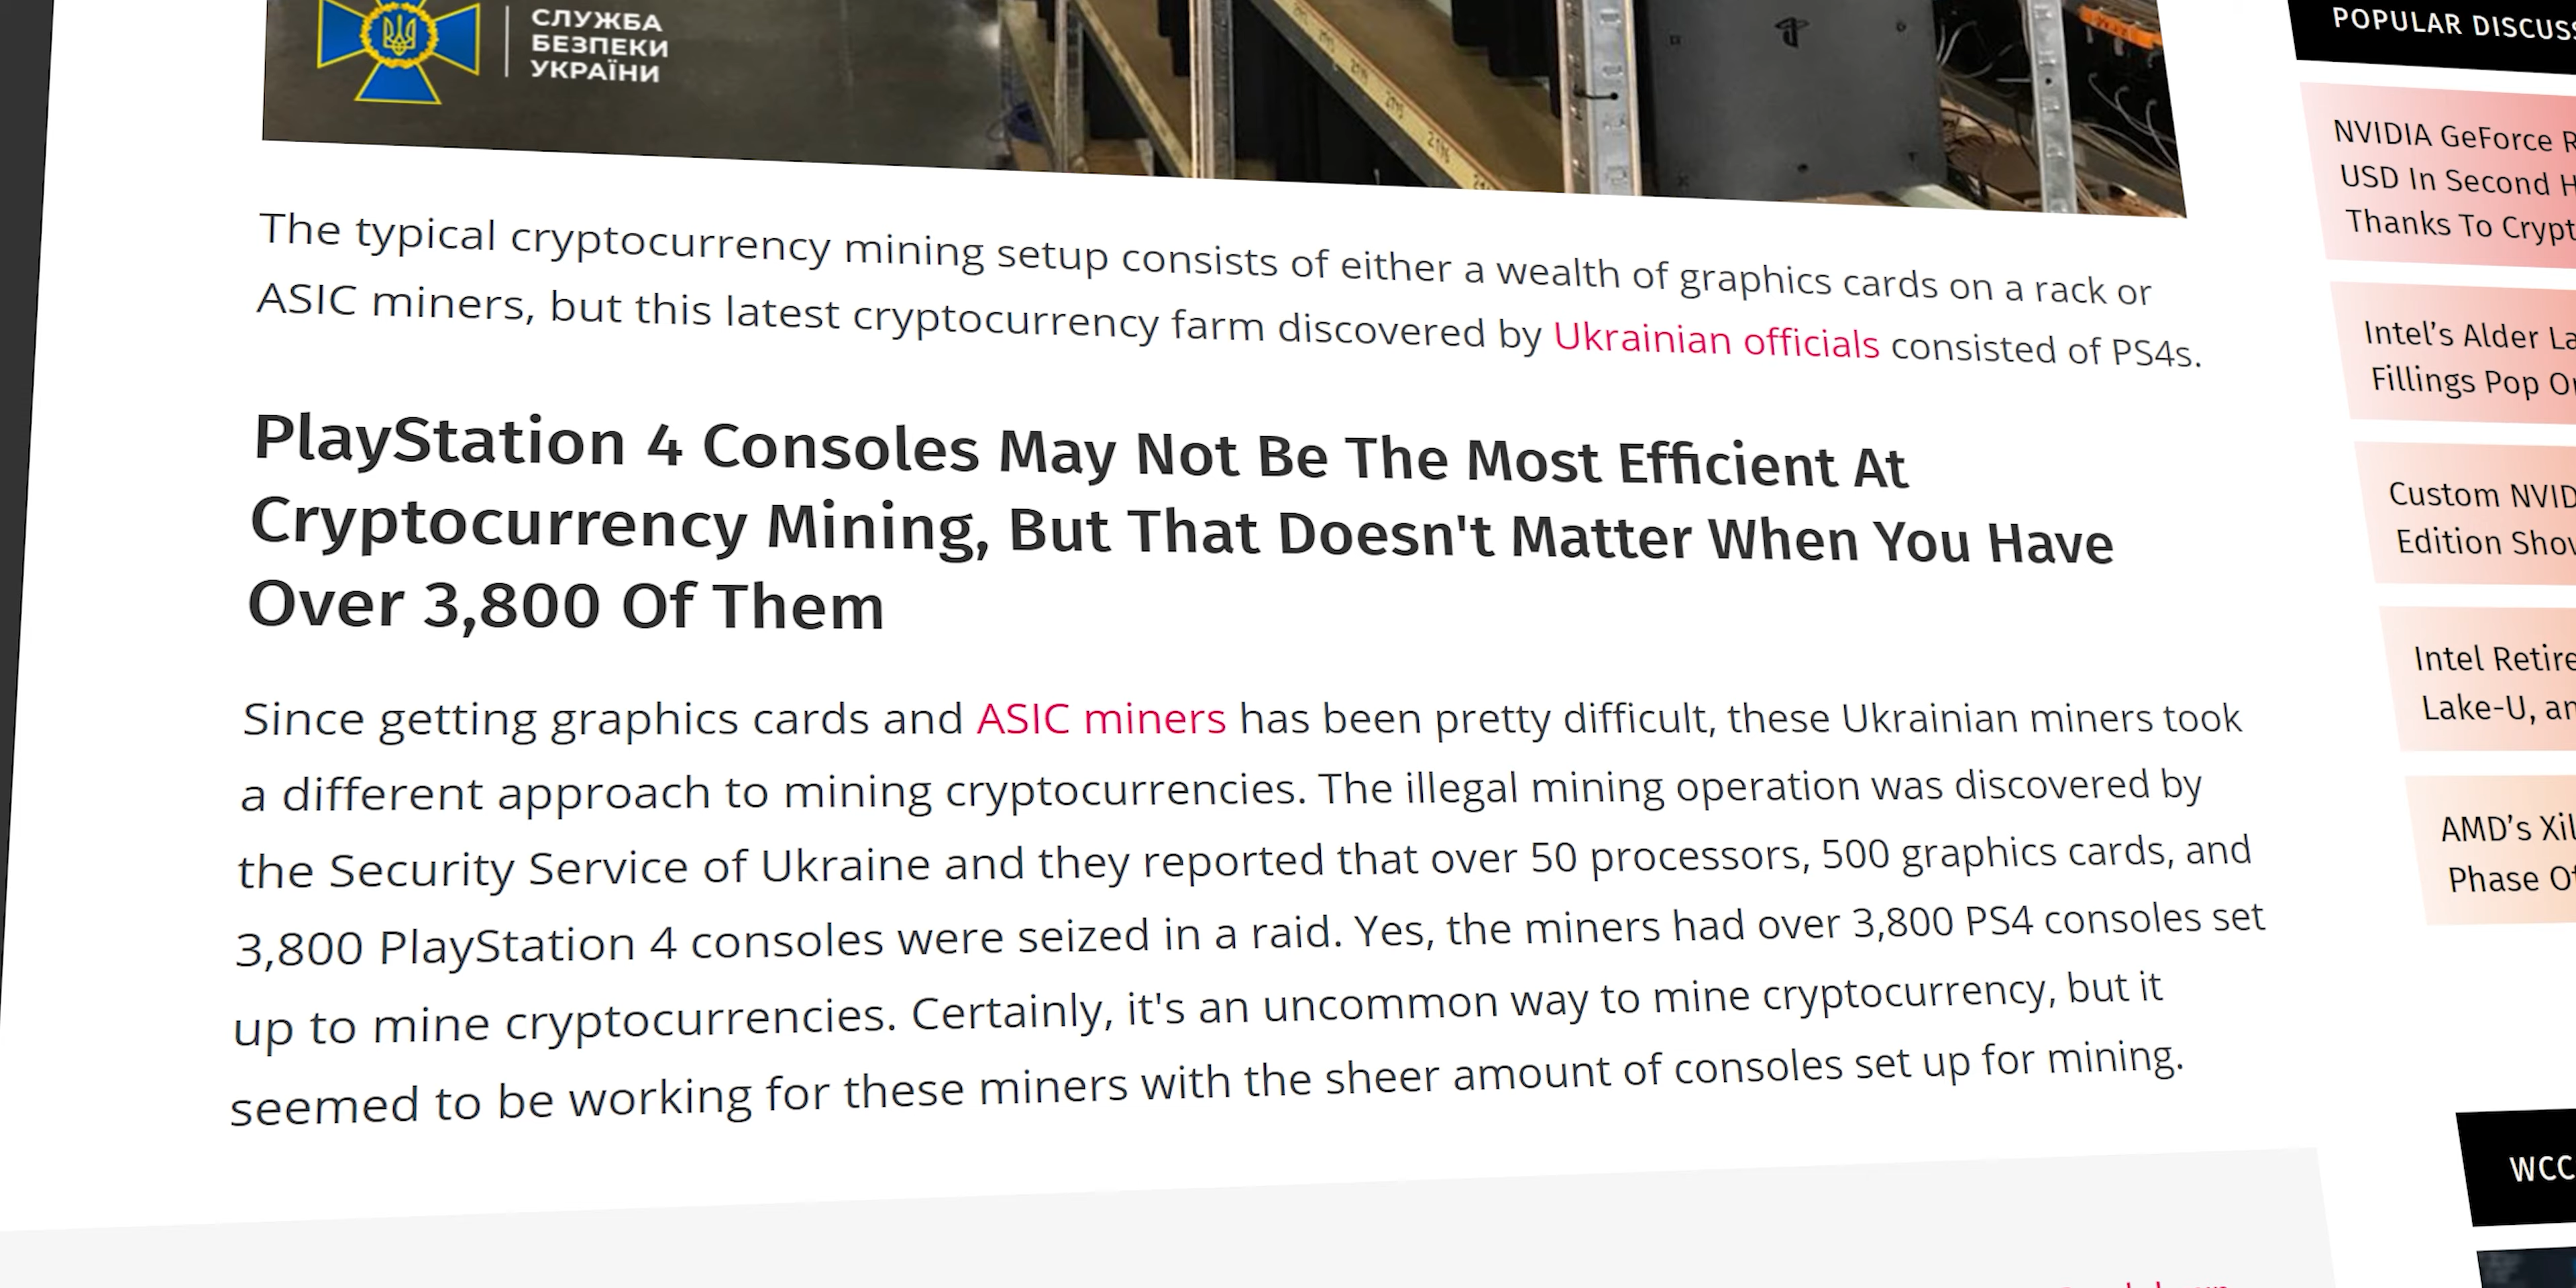 СЛУЖБА
БЕЗПЕКИ
УКРАЇНИ
The typical cryptocurrency mining setup consists of either a wealth of graphics cards on a rack or
ASIC miners, but this latest cryptocurrency farm discovered by Ukrainian officials consisted of PS4s.
PlayStation 4 Consoles May Not Be The Most Efficient At
Cryptocurrency Mining, But That Doesn't Matter When You Have
Over 3,800 Of Them
Since getting graphics cards and ASIC miners has been pretty difficult, these Ukrainian miners took
a different approach to mining cryptocurrencies. The illegal mining operation was discovered by
the Security Service of Ukraine and they reported that over 50 processors, 500 graphics cards, and
3,800 PlayStation 4 consoles were seized in a raid. Yes, the miners had over 3,800 PS4 consoles set
up to mine cryptocurrencies. Certainly, it's an uncommon way to mine cryptocurrency, but it
seemed to be working for these miners with the sheer amount of consoles set up for mining.
POPULAR DISCUSS
NVIDIA GeForce R
USD In Second H
Thanks To Crypt
Intel's Alder La
Fillings Pop O
Custom NVID
Edition Sho
Intel Retire
Lake-U, an
AMD's Xil
Phase Of
WCC